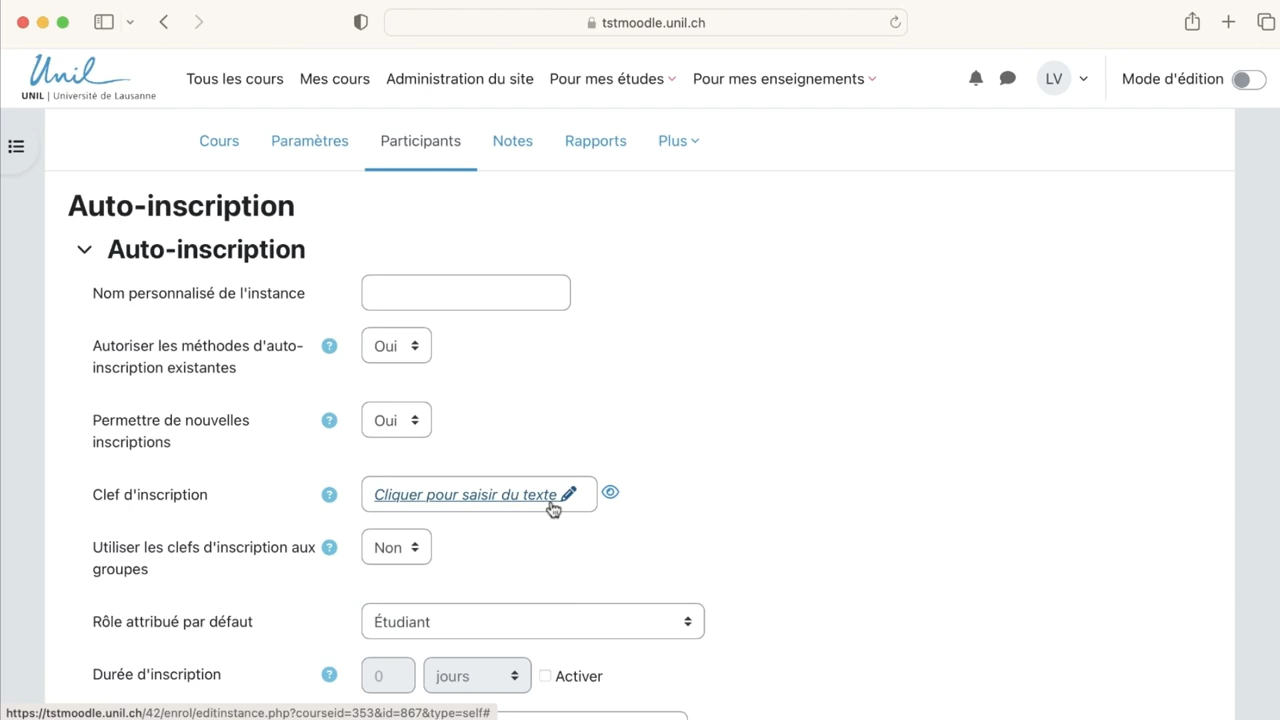 tstmoodle.unil.ch
Unil
UNIL | Université de Lausanne
Tous les cours
Mes cours
Administration du site
Pour mes études
Pour mes enseignements
LV
Mode d'édition
Cours
Paramètres
Participants
Notes
Rapports
Plus
Auto-inscription
Auto-inscription
Nom personnalisé de l'instance
Autoriser les méthodes d'auto-
inscription existantes
?
Oui
Permettre de nouvelles
inscriptions
?
Oui
Clef d'inscription
?
Cliquer pour saisir du texte
Utiliser les clefs d'inscription aux
groupes
?
Non
Rôle attribué par défaut
Étudiant
Durée d'inscription
?
0
jours
Activer
https://tstmoodle.unil.ch/42/enrol/editinstance.php?courseid=353&id=867&type=self#